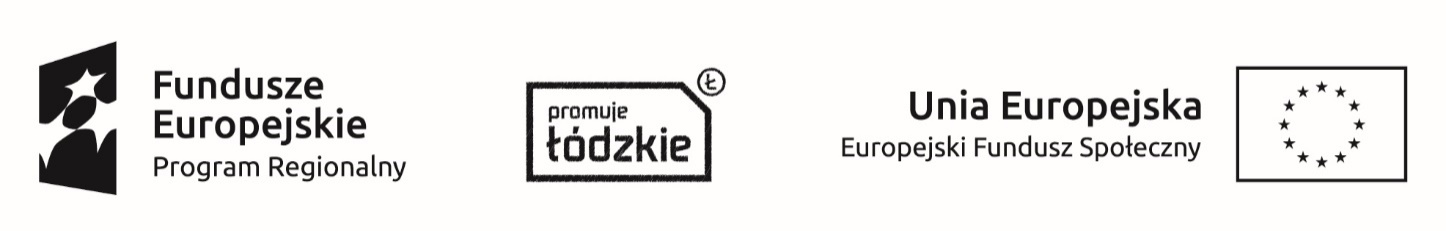 Fundusze
Europejskie
Program Regionalny
promuje
łódzkie
Ł
Unia Europejska
Europejski Fundusz Społeczny